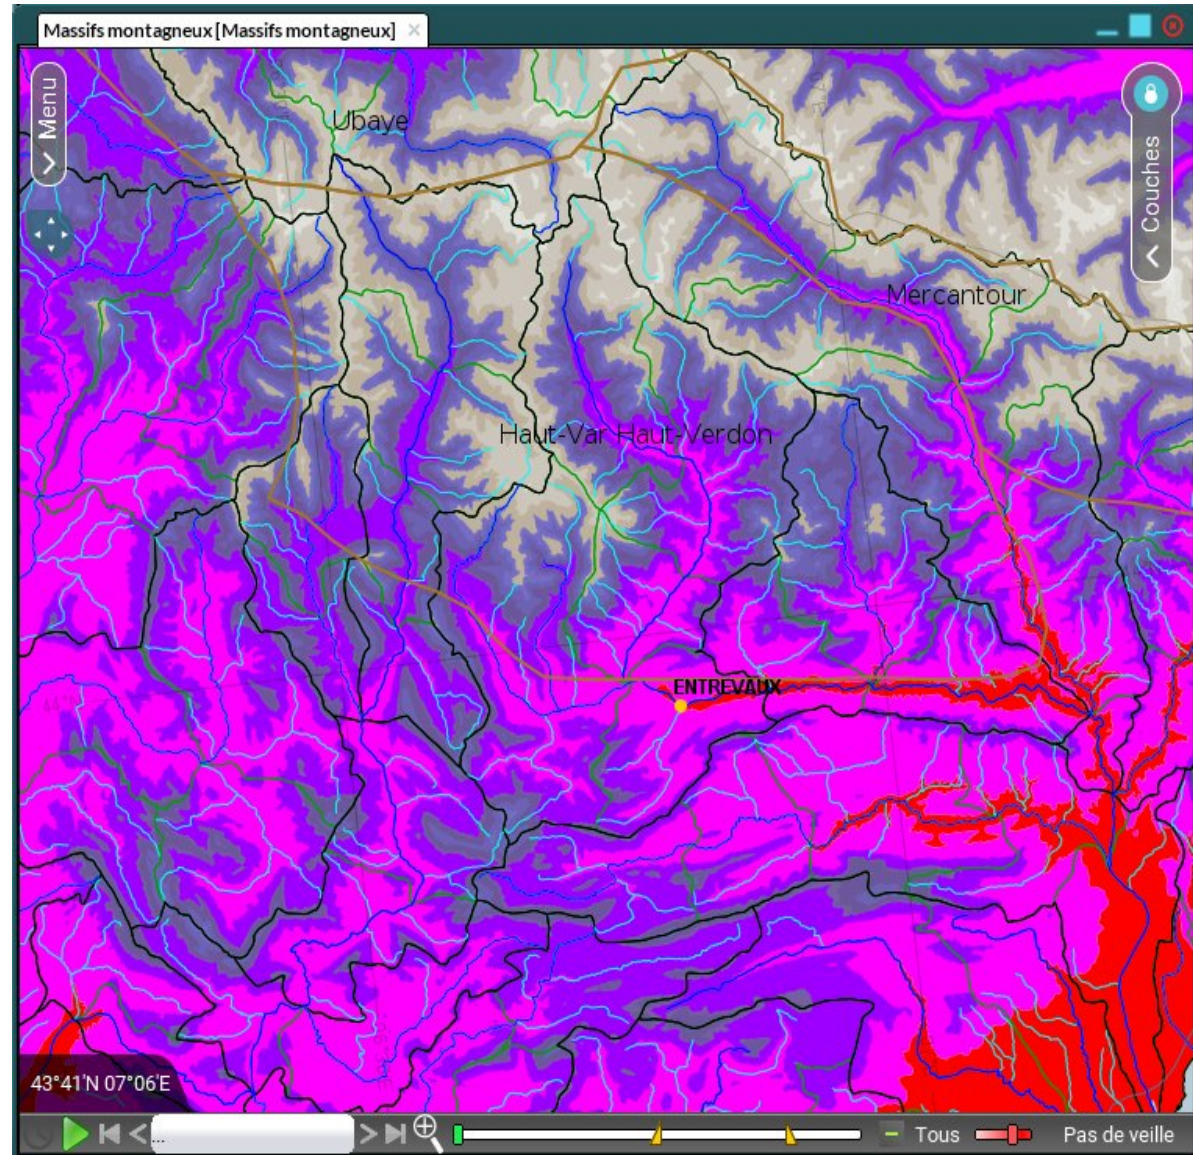 Massifs montagneux [Massifs montagneux]
Menu
Couches
Ubaye
Mercantour
Haut-Var Haut-Verdon
ENTREVAUX
43°41'N 07°06'E
...
Tous
Pas de veille